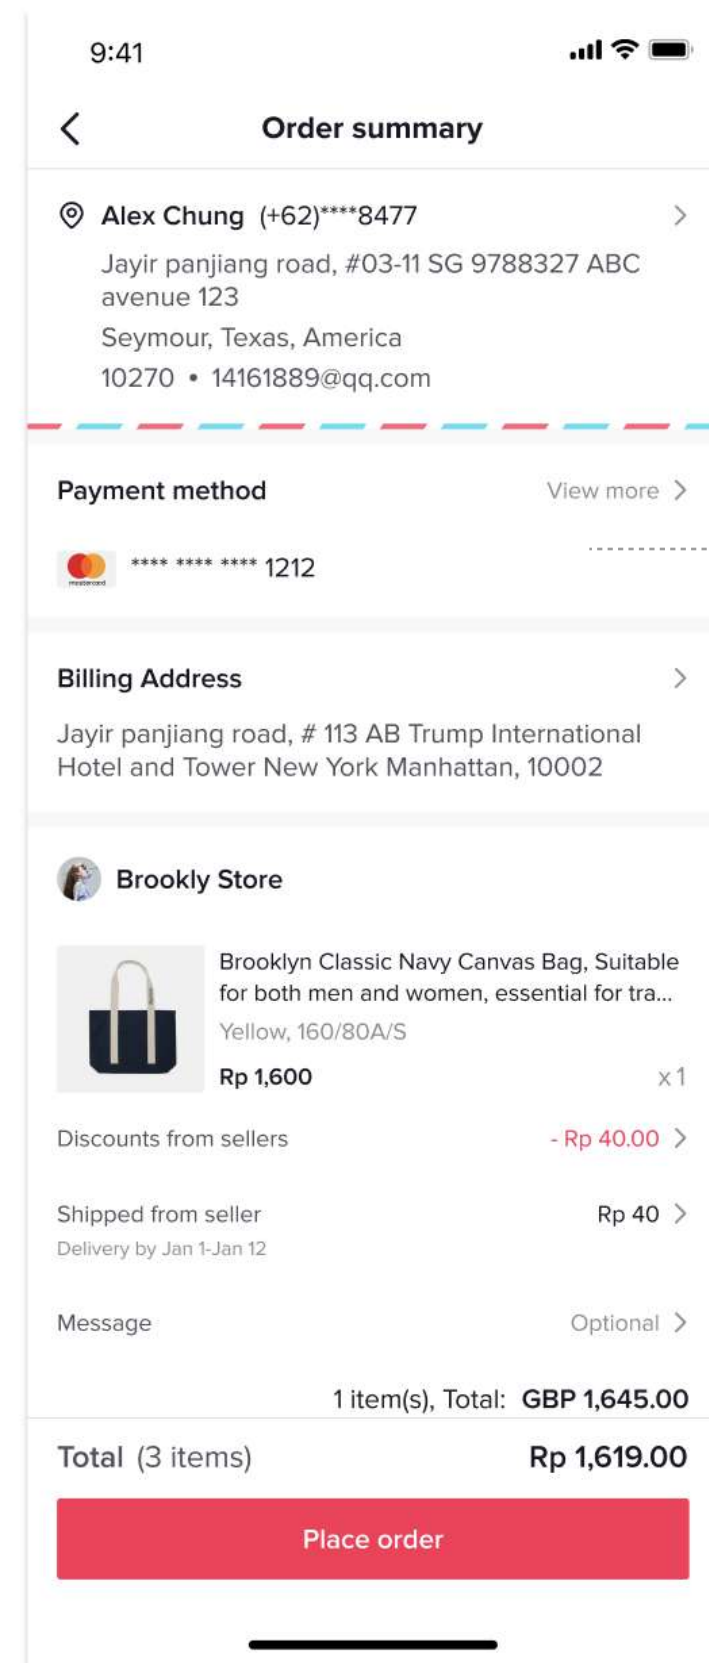 9:41
Order summary
Alex Chung (+62)****8477
Jayir panjiang road, #03-11 SG 9788327 ABC
avenue 123
Seymour, Texas, America
10270 • 14161889@qq.com
Payment method View more
mastercard **** **** **** 1212
Billing Address
Jayir panjiang road, # 113 AB Trump International
Hotel and Tower New York Manhattan, 10002
Brookly Store
Brooklyn Classic Navy Canvas Bag, Suitable
for both men and women, essential for tra...
Yellow, 160/80A/S
Rp 1,600 x1
Discounts from sellers - Rp 40.00
Shipped from seller Rp 40
Delivery by Jan 1-Jan 12
Message Optional
1 item(s), Total: GBP 1,645.00
Total (3 items) Rp 1,619.00
Place order